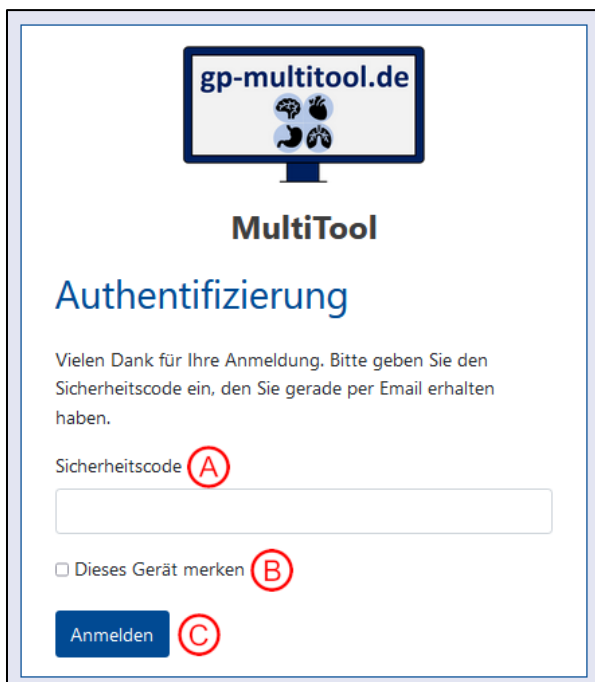 gp-multitool.de
MultiTool
Authentifizierung
Vielen Dank für Ihre Anmeldung. Bitte geben Sie den
Sicherheitscode ein, den Sie gerade per Email erhalten
haben.
Sicherheitscode A
Dieses Gerät merken B
Anmelden C